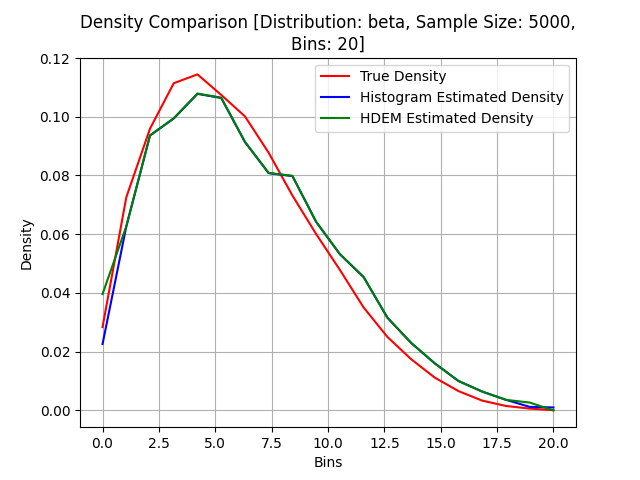 Density Comparison [Distribution: beta, Sample Size: 5000,
Bins: 20]
True Density
Histogram Estimated Density
HDEM Estimated Density
Density
0.12
0.10
0.08
0.06
0.04
0.02
0.00
0.0 2.5 5.0 7.5 10.0 12.5 15.0 17.5 20.0
Bins